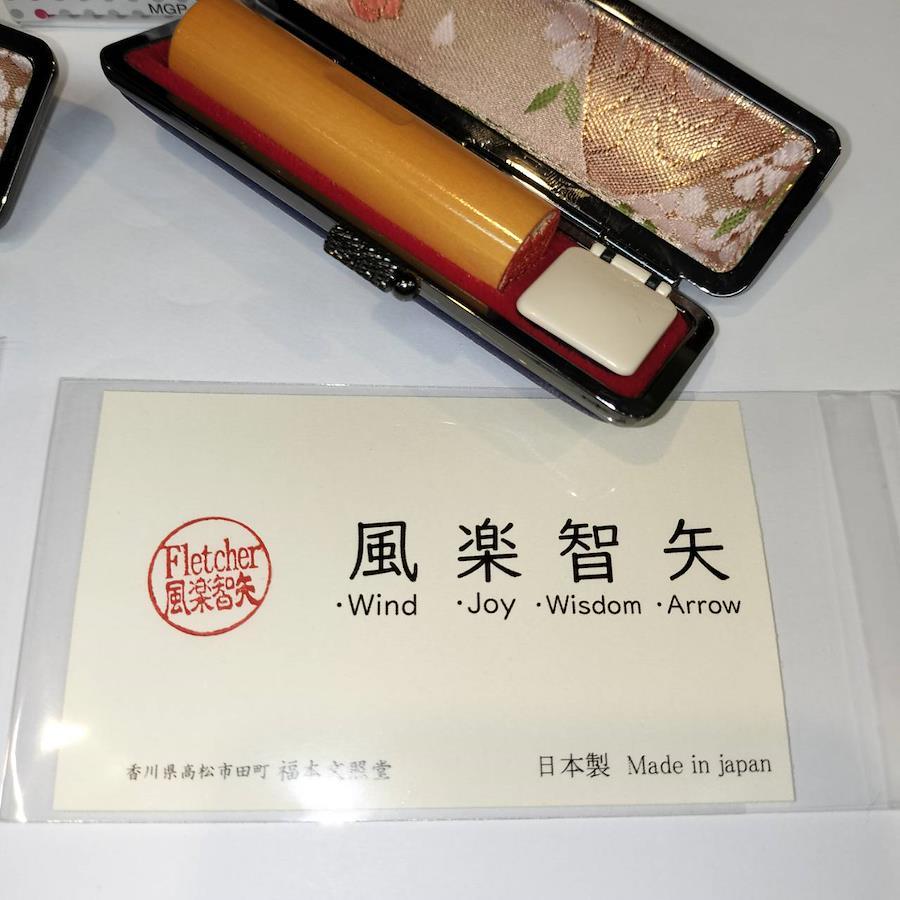 MGP
Fletcher
風楽智矢
風 楽 智 矢
・Wind ・Joy ・Wisdom ・Arrow
香川県高松市田町 福本文照堂
日本製 Made in japan